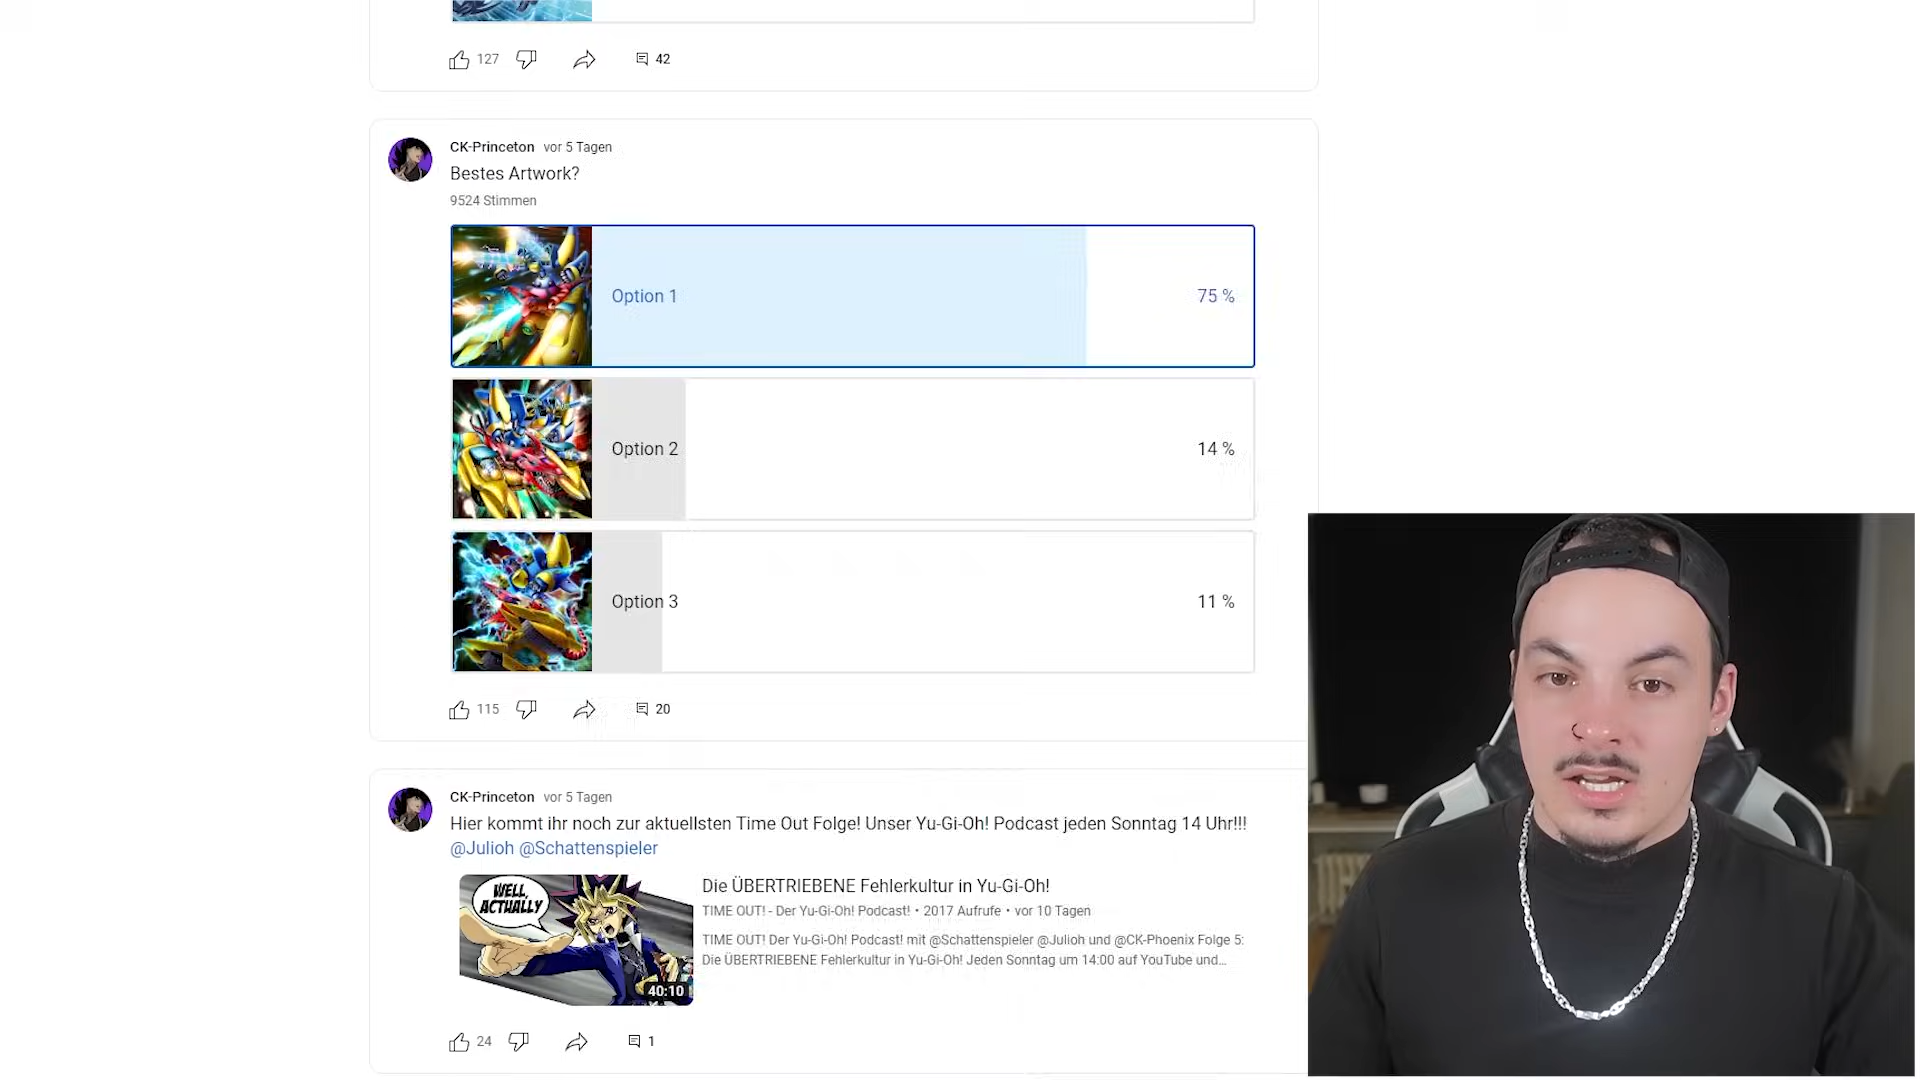 127
42
CK-Princeton vor 5 Tagen
Bestes Artwork?
9524 Stimmen
Option 1
75 %
Option 2
14 %
Option 3
11 %
115
20
CK-Princeton vor 5 Tagen
Hier kommt ihr noch zur aktuellsten Time Out Folge! Unser Yu-Gi-Oh! Podcast jeden Sonntag 14 Uhr!!!
@Julioh @Schattenspieler
WELL,
ACTUALLY
40:10
Die ÜBERTRIEBENE Fehlerkultur in Yu-Gi-Oh!
TIME OUT! - Der Yu-Gi-Oh! Podcast! • 2017 Aufrufe • vor 10 Tagen
TIME OUT! Der Yu-Gi-Oh! Podcast! mit @Schattenspieler @Julioh und @CK-Phoenix Folge 5:
Die ÜBERTRIEBENE Fehlerkultur in Yu-Gi-Oh! Jeden Sonntag um 14:00 auf YouTube und...
24
1